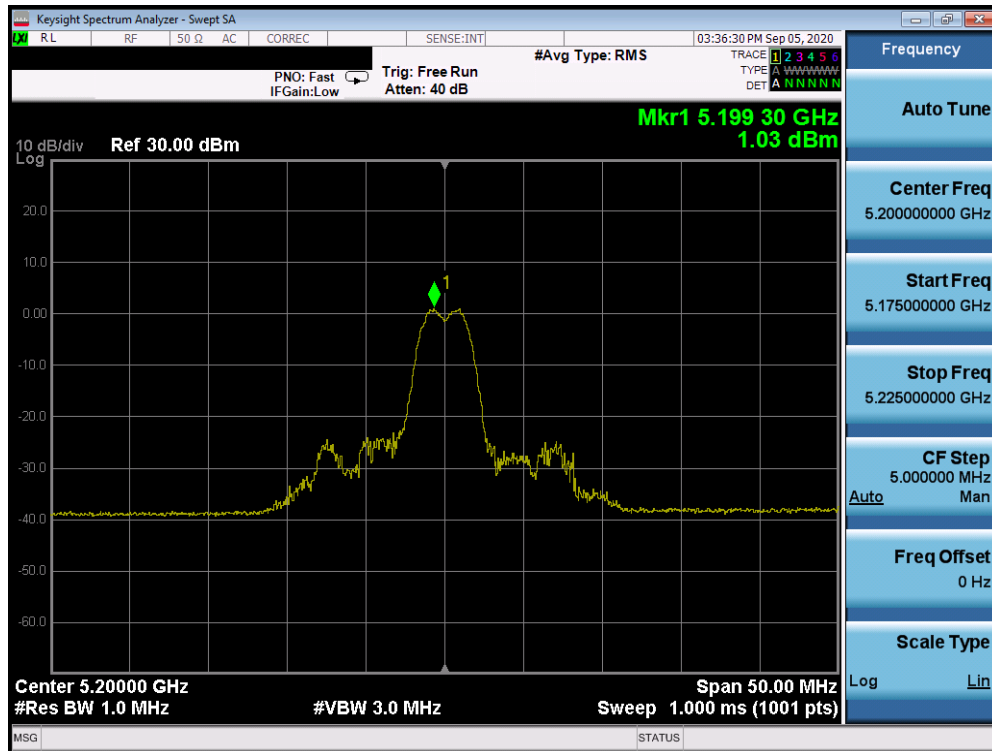 Keysight Spectrum Analyzer - Swept SA
LXI RL RF 50 Ω AC CORREC SENSE:INT 03:36:30 PM Sep 05, 2020
PNO: Fast
IFGain:Low
Trig: Free Run
Atten: 40 dB
#Avg Type: RMS
TRACE 1 2 3 4 5 6
TYPE A WWWWW
DET A N N N N N
Mkr1 5.199 30 GHz
1.03 dBm
10 dB/div Ref 30.00 dBm
Log
20.0
10.0
0.00
-10.0
-20.0
-30.0
-40.0
-50.0
-60.0
1
Center 5.20000 GHz Span 50.00 MHz
#Res BW 1.0 MHz #VBW 3.0 MHz Sweep 1.000 ms (1001 pts)
MSG STATUS
Frequency
Auto Tune
Center Freq
5.200000000 GHz
Start Freq
5.175000000 GHz
Stop Freq
5.225000000 GHz
CF Step
5.000000 MHz
Auto Man
Freq Offset
0 Hz
Scale Type
Log Lin